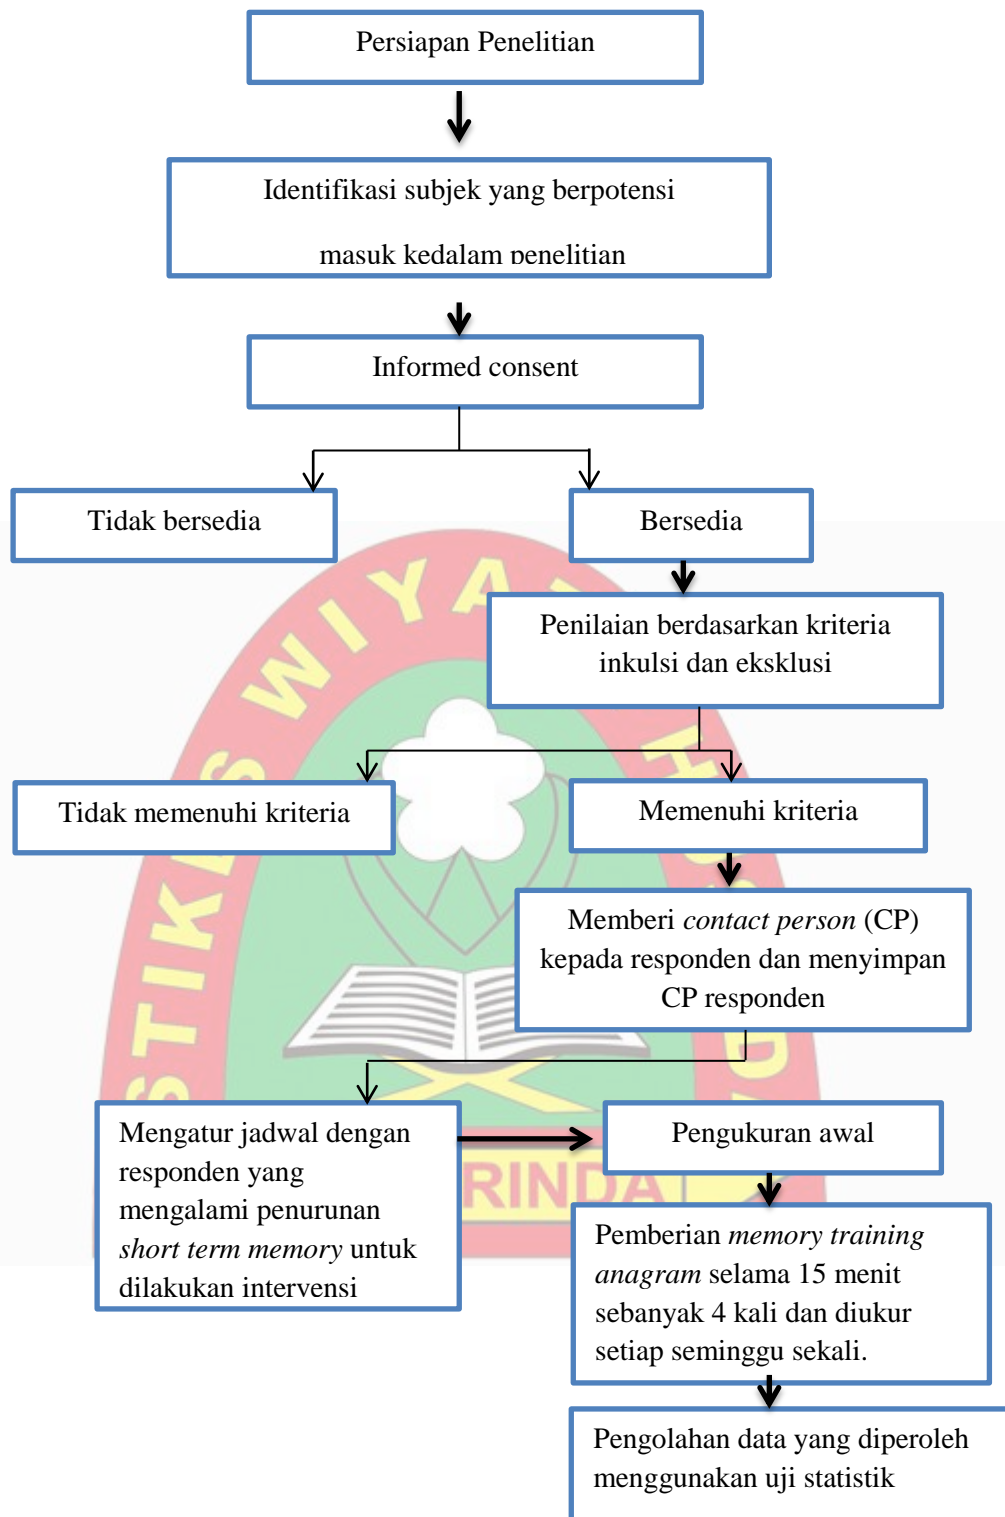 Persiapan Penelitian
Identifikasi subjek yang berpotensi
masuk kedalam penelitian
Informed consent
Tidak bersedia
Bersedia
Penilaian berdasarkan kriteria
inkulsi dan eksklusi
Tidak memenuhi kriteria
Memenuhi kriteria
Memberi contact person (CP)
kepada responden dan menyimpan
CP responden
Mengatur jadwal dengan
responden yang
mengalami penurunan
short term memory untuk
dilakukan intervensi
Pengukuran awal
Pemberian memory training
anagram selama 15 menit
sebanyak 4 kali dan diukur
setiap seminggu sekali.
Pengolahan data yang diperoleh
menggunakan uji statistik
STIKES WIYA
RINDA